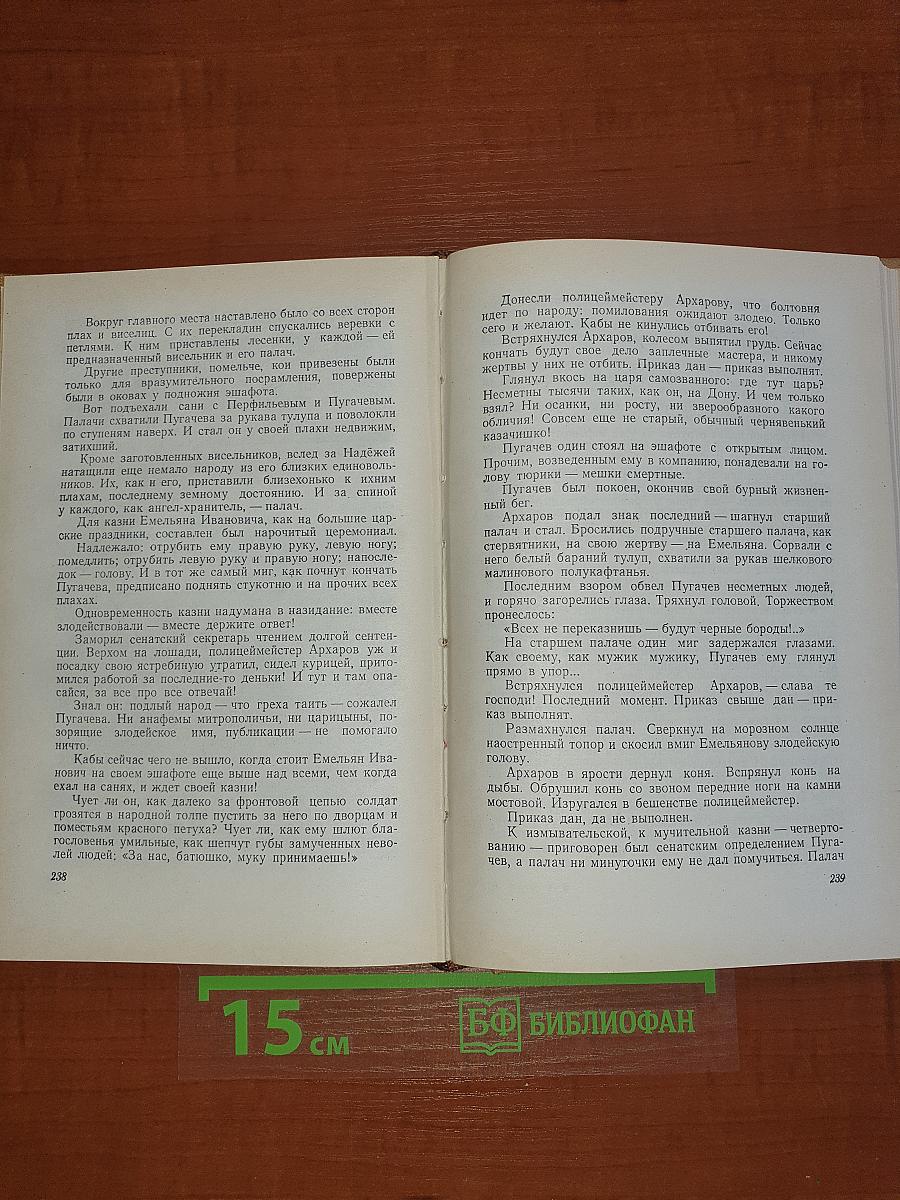 Вокруг главного места наставлено было со всех сторон
плах и виселиц. С их перекладин спускались веревки с
петлями. К ним приставлены лесенки, у каждой — ей
предназначенный висельник и его палач.
Другие преступники, помельче, кои привезены были
только для вразумительного посрамления, повержены
были в оковах у подножия эшафота.
Вот подъехали сани с Перфильевым и Пугачевым.
Палачи схватили Пугачева за рукава тулупа и поволокли
по ступеням наверх. И стал он у своей плахи недвижим,
затихший.
Кроме заготовленных висельников, вслед за Надёжей
натащили еще немало народу из его близких единоволь-
ников. Их, как и его, приставили близехонько к ихним
плахам, последнему земному достоянию. И за спиной
у каждого, как ангел-хранитель, — палач.
Для казни Емельяна Ивановича, как на большие цар-
ские праздники, составлен был нарочитый церемониал.
Надлежало: отрубить ему правую руку, левую ногу;
помедлить; отрубить левую руку и правую ногу; напосле-
док — голову. И в тот же самый миг, как почнут кончать
Пугачева, предписано поднять стукотню и на прочих всех
плахах.
Одновременность казни надумана в назидание: вместе
злодействовали — вместе держите ответ!
Заморил сенатский секретарь чтением долгой сентен-
ции. Верхом на лошади, полицеймейстер Архаров уж и
посадку свою ястребиную утратил, сидел курицей, прито-
мился работой за последние-то деньки! И тут и там опа-
сайся, за все про все отвечай!
Знал он: подлый народ — что греха таить — сожалел
Пугачева. Ни анафемы митрополичьи, ни царицыны, по-
зорящие злодейское имя, публикации — не помогало
ничто.
Кабы сейчас чего не вышло, когда стоит Емельян Ива-
нович на своем эшафоте еще выше над всеми, чем когда
ехал на санях, и ждет своей казни!
Чует ли он, как далеко за фронтовой цепью солдат
грозятся в народной толпе пустить за него по дворцам и
поместьям красного петуха? Чует ли, как ему шлют бла-
гословенья умильные, как шепчут губы замученных нево-
лей людей: «За нас, батюшко, муку принимаешь!»
238
Донесли полицеймейстеру Архарову, что болтовня
идет по народу: помилования ожидают злодею. Только
сего и желают. Кабы не кинулись отбивать его!
Встряхнулся Архаров, колесом выпятил грудь. Сейчас
кончать будут свое дело заплечные мастера, и никому
жертвы у них не отбить. Приказ дан — приказ выполнят.
Глянул вкось на царя самозванного: где тут царь?
Несметны тысячи таких, как он, на Дону. И чем только
взял? Ни осанки, ни росту, ни зверообразного какого
обличия! Совсем еще не старый, обычный чернявенький
казачишко!
Пугачев один стоял на эшафоте с открытым лицом.
Прочим, возведенным ему в компанию, понадевали на го-
лову тюрики — мешки смертные.
Пугачев был покоен, окончив свой бурный жизнен-
ный бег.
Архаров подал знак последний — шагнул старший
палач и стал. Бросились подручные старшего палача, как
стервятники, на свою жертву — на Емельяна. Сорвали с
него белый бараний тулуп, схватили за рукав шелкового
малинового полукафтанья.
Последним взором обвел Пугачев несметных людей,
и горячо загорелись глаза. Тряхнул головой. Торжеством
пронеслось:
«Всех не переказнишь — будут черные бороды!..»
На старшем палаче один миг задержался глазами.
Как своему, как мужик мужику, Пугачев ему глянул
прямо в упор...
Встряхнулся полицеймейстер Архаров, — слава те
господи! Последний момент. Приказ свыше дан — при-
каз выполнят.
Размахнулся палач. Сверкнул на морозном солнце
наостренный топор и скосил вмиг Емельянову злодейскую
голову.
Архаров в ярости дернул коня. Вспрянул конь на
дыбы. Обрушил конь со звоном передние ноги на камни
мостовой. Изругался в бешенстве полицеймейстер.
Приказ дан, да не выполнен.
К измывательской, к мучительной казни — четверто-
ванию — приговорен был сенатским определением Пуга-
чев, а палач ни минуточки ему не дал помучиться. Палач
239
15 см
БФ БИБЛИОФАН